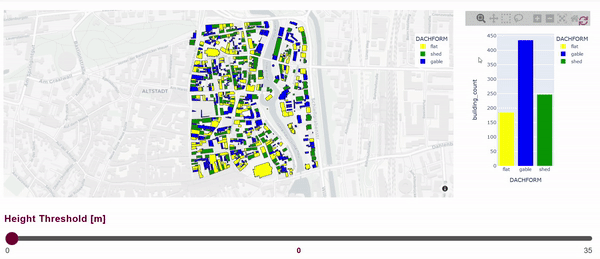 ALTSTADT
DACHFORM
flat
shed
gable
450
400
350
300
250
200
150
100
50
0
building_count
flat
gable
shed
DACHFORM
DACHFORM
flat
shed
gable
Height Threshold [m]
0
0
35